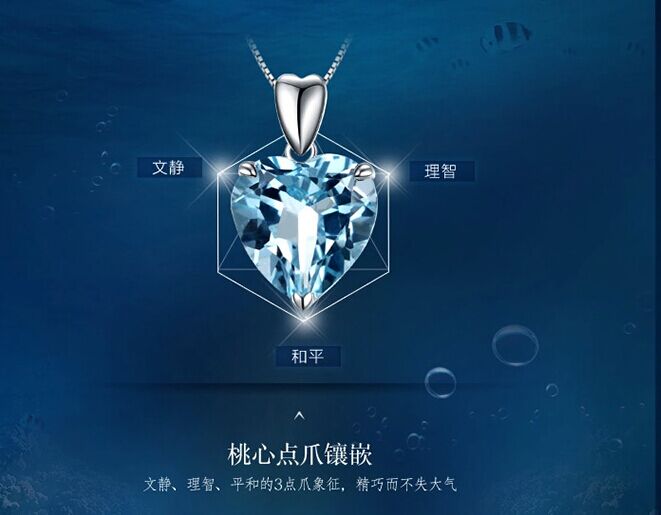 文静
理智
和平
桃心点爪镶嵌
文静、理智、平和的3点爪象征，精巧而不失大气